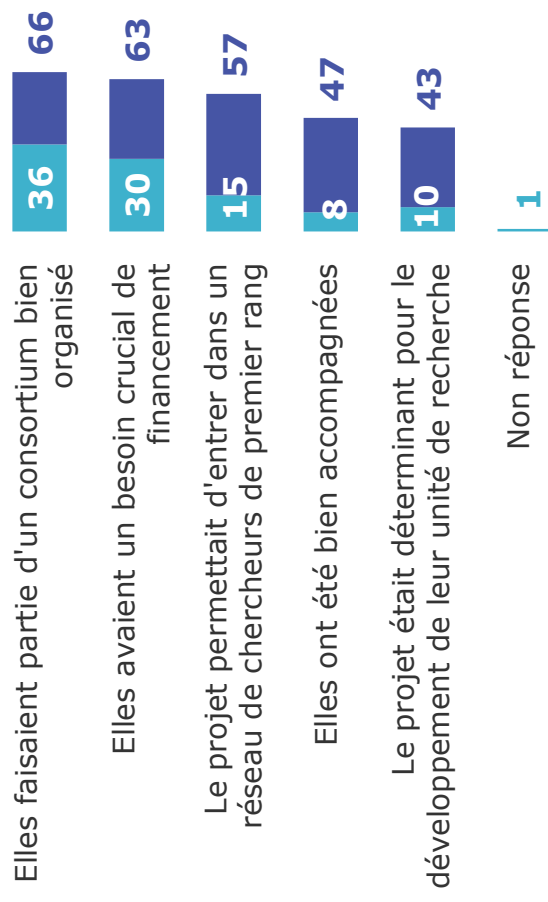 Elles faisaient partie d'un consortium bien
organisé
36
66
Elles avaient un besoin crucial de
financement
30
63
Le projet permettait d'entrer dans un
réseau de chercheurs de premier rang
15
57
Elles ont été bien accompagnées
8
47
Le projet était déterminant pour le
développement de leur unité de recherche
10
43
Non réponse
1